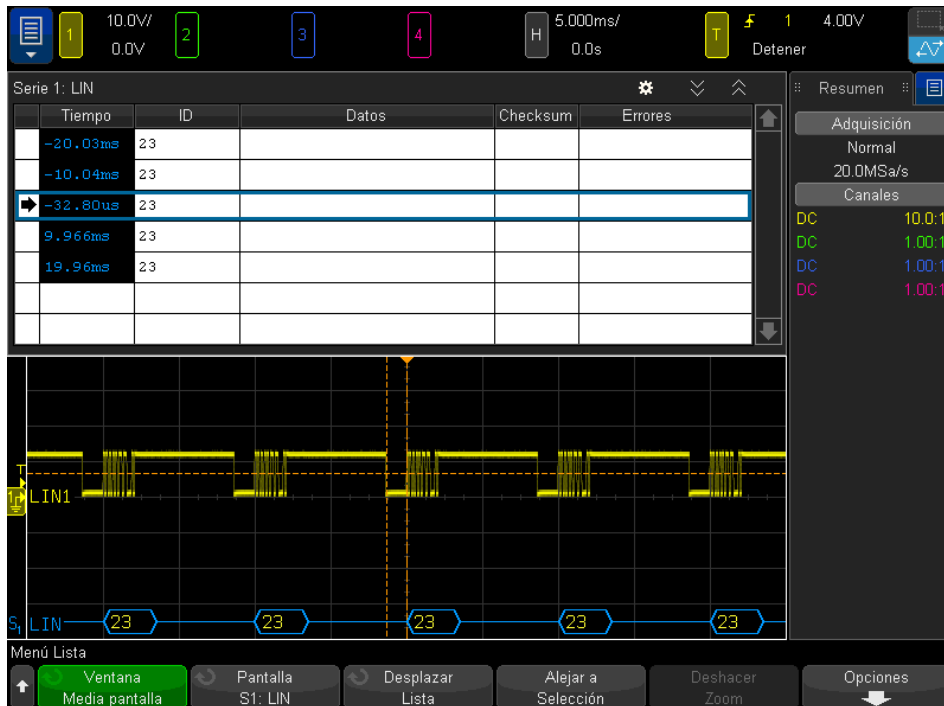 1 10.0V/ 0.0V 2 3 4 H 5.000ms/ 0.0s T 1 4.00V Detener
Serie 1: LIN
Tiempo ID Datos Checksum Errores
-20.03ms 23
-10.04ms 23
-32.80us 23
9.966ms 23
19.96ms 23
Resumen
Adquisición
Normal
20.0MSa/s
Canales
DC 10.0:1
DC 1.00:1
DC 1.00:1
DC 1.00:1
T
1 LIN1
S1 LIN 23 23 23 23 23
Menú Lista
Ventana Media pantalla
Pantalla S1: LIN
Desplazar Lista
Alejar a Selección
Deshacer Zoom
Opciones